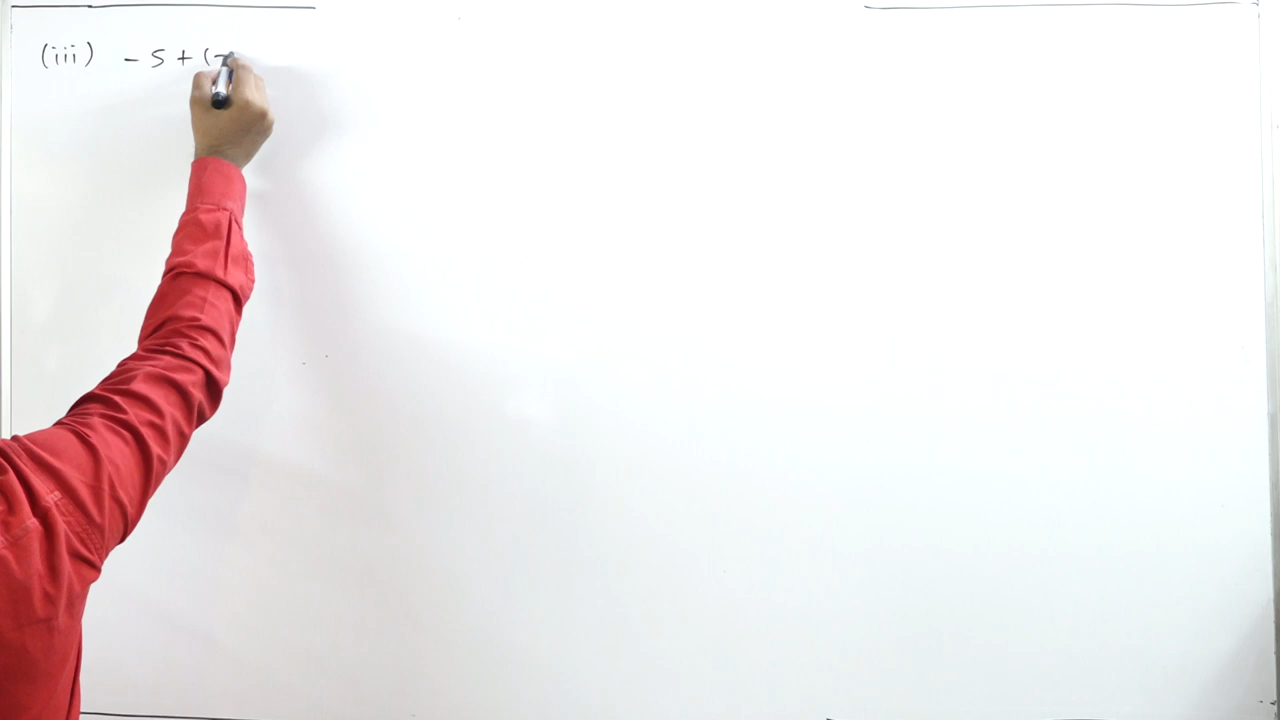 (iii) - 5 + (-